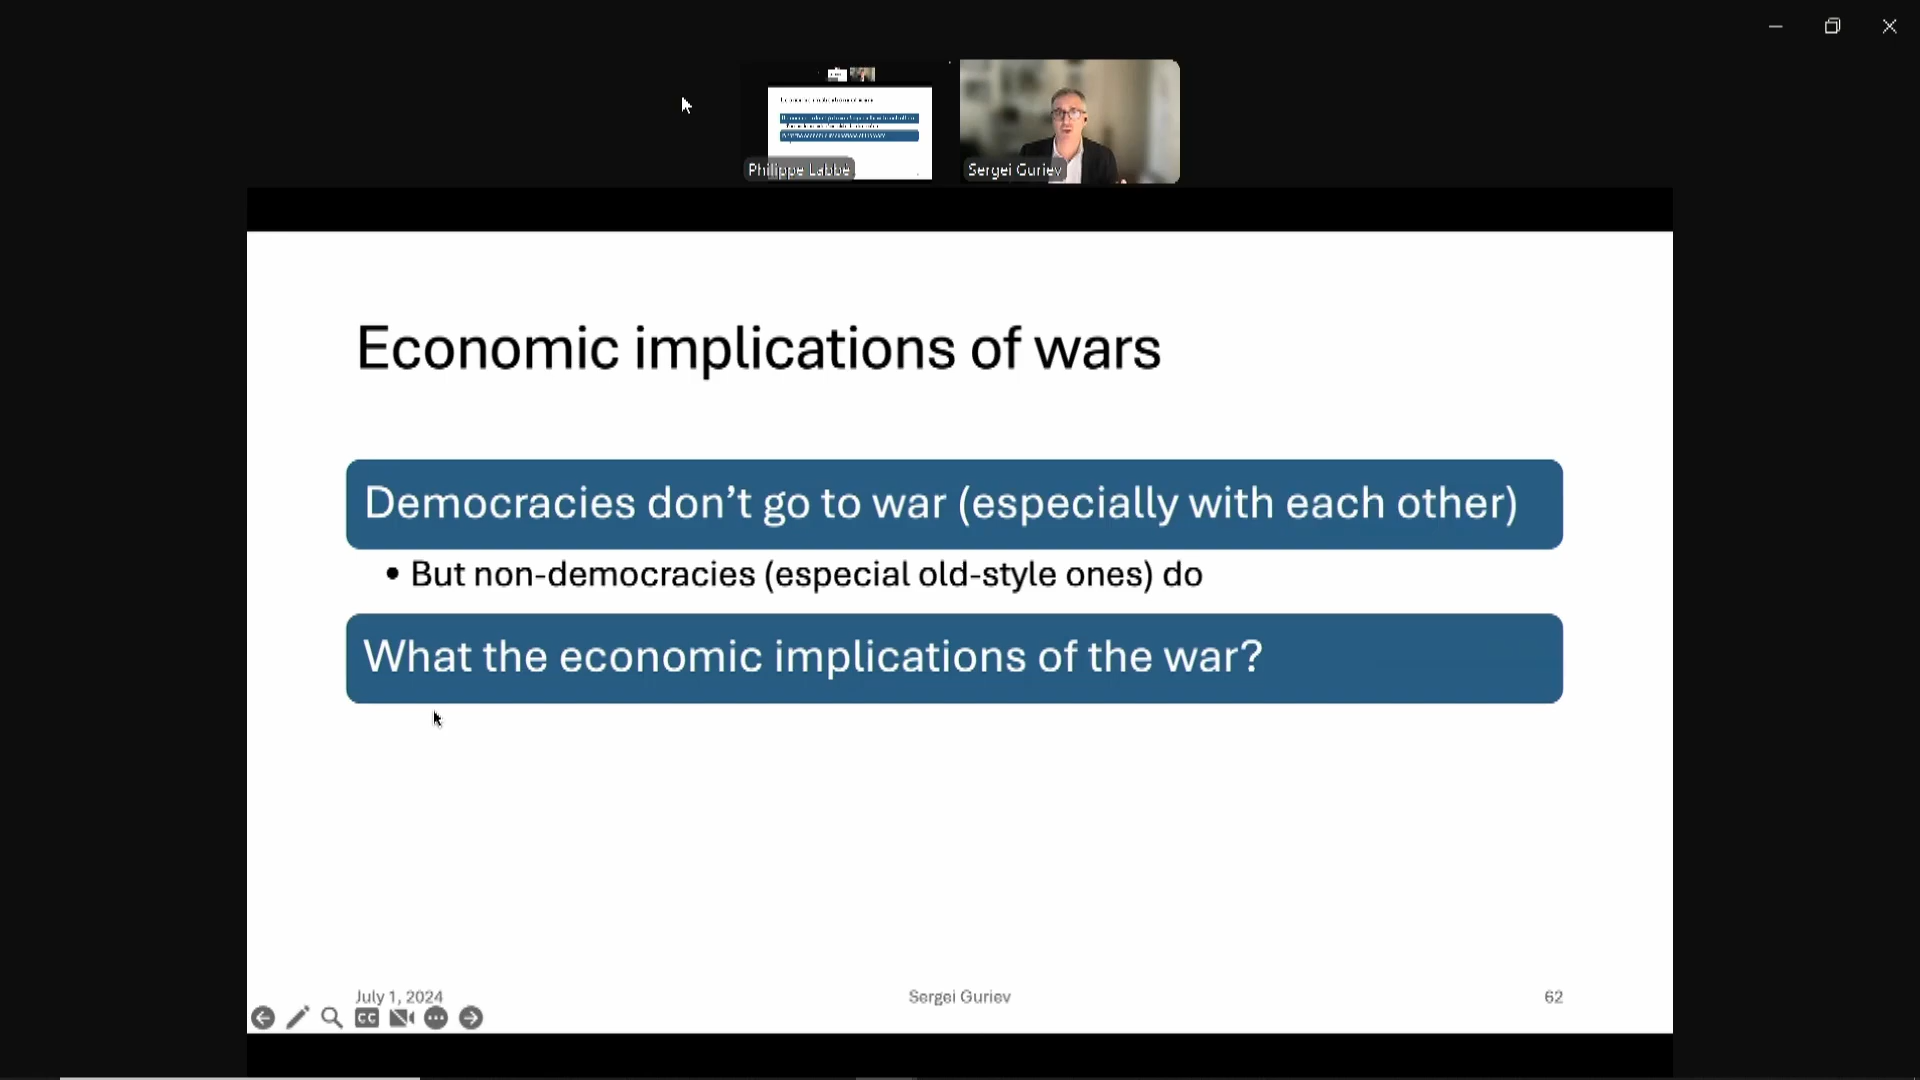 Philippe Labbé
Sergei Guriev
Economic implications of wars
Democracies don’t go to war (especially with each other)
• But non-democracies (especial old-style ones) do
What the economic implications of the war?
July 1, 2024
Sergei Guriev
62
CC